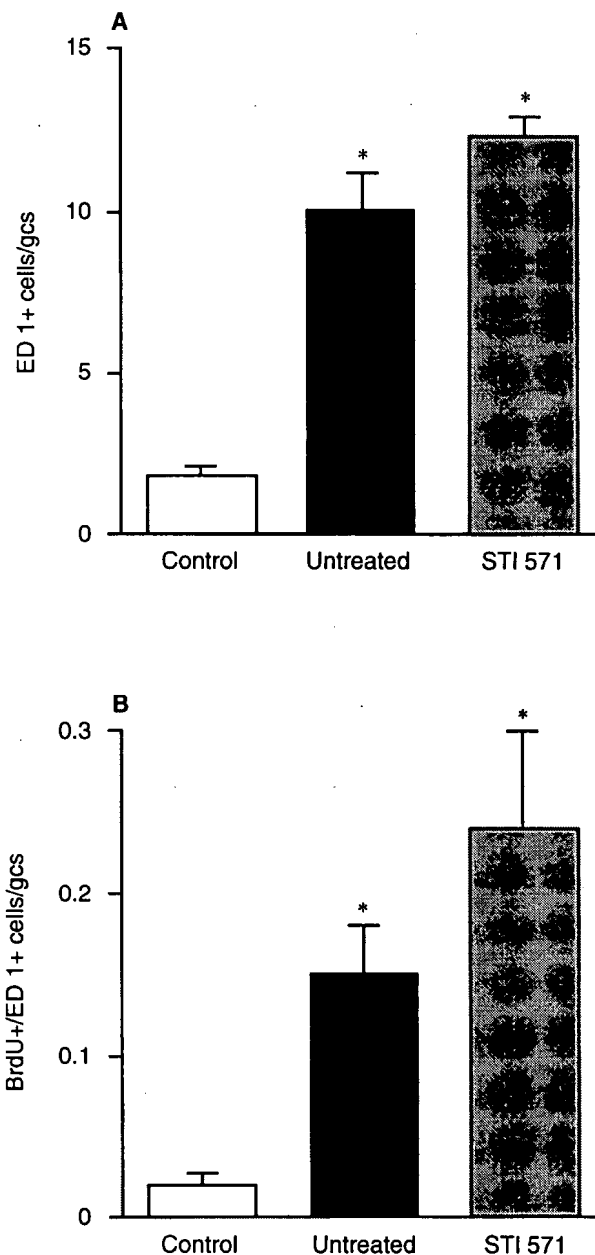 A
15
10
5
0
ED 1+ cells/gcs
*
*
Control
Untreated
STI 571
B
0.3
0.2
0.1
0
BrdU+/ED 1+ cells/gcs
*
*
Control
Untreated
STI 571